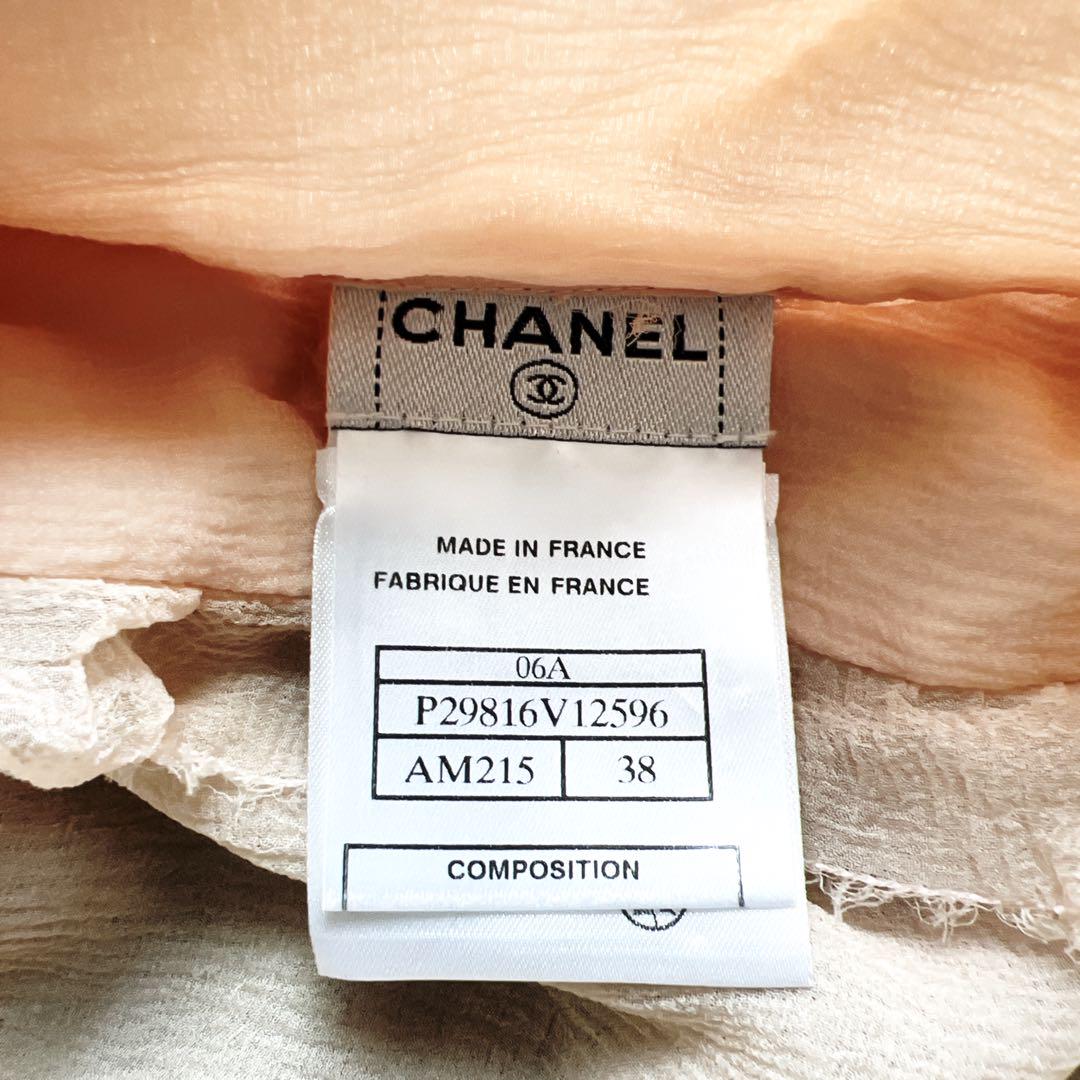 CHANEL
MADE IN FRANCE
FABRIQUE EN FRANCE
06A
P29816V12596
AM215 38
COMPOSITION